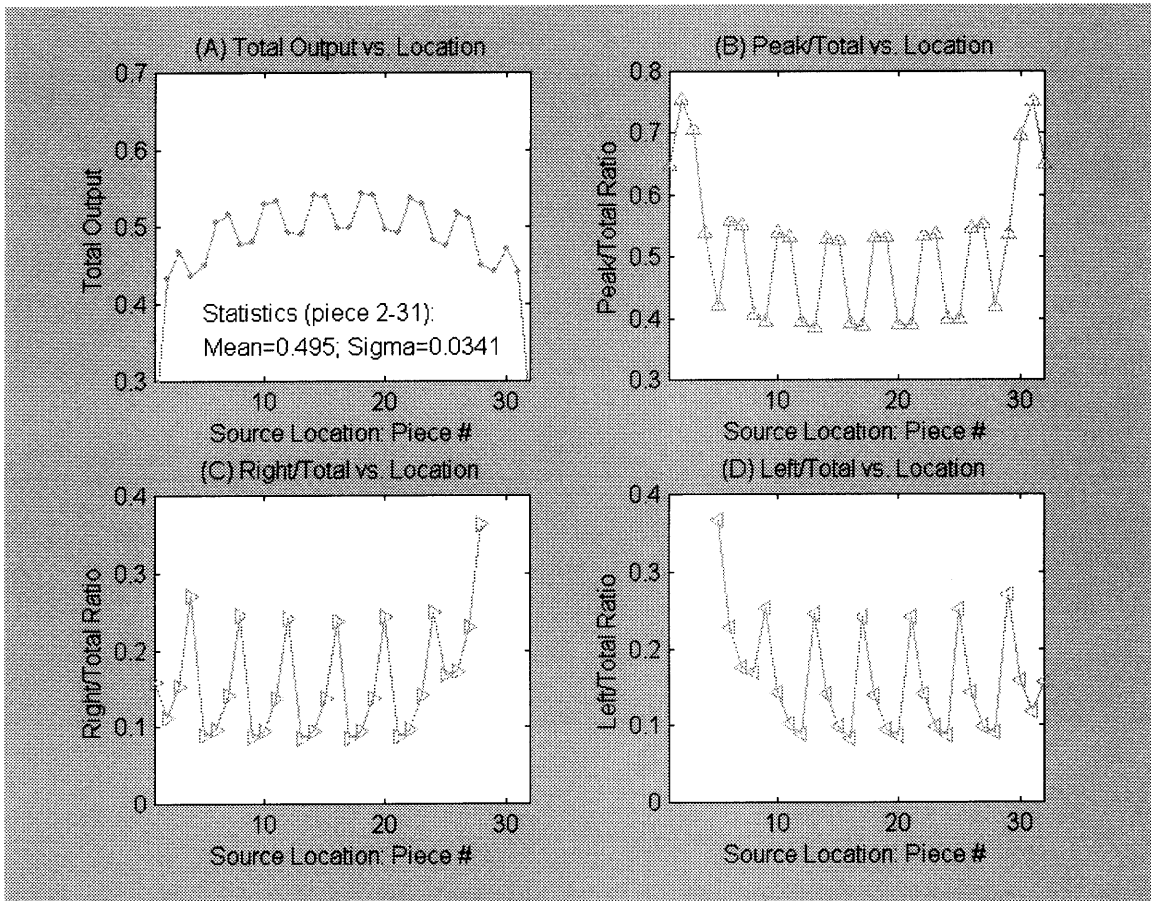 (A) Total Output vs. Location
0.7
0.6
0.5
0.4
0.3
Total Output
Statistics (piece 2-31):
Mean=0.495; Sigma=0.0341
10
20
30
Source Location: Piece #
(B) Peak/Total vs. Location
0.8
0.7
0.6
0.5
0.4
0.3
Peak/Total Ratio
10
20
30
Source Location: Piece #
(C) Right/Total vs. Location
0.4
0.3
0.2
0.1
0
Right/Total Ratio
10
20
30
Source Location: Piece #
(D) Left/Total vs. Location
0.4
0.3
0.2
0.1
0
Left/Total Ratio
10
20
30
Source Location: Piece #